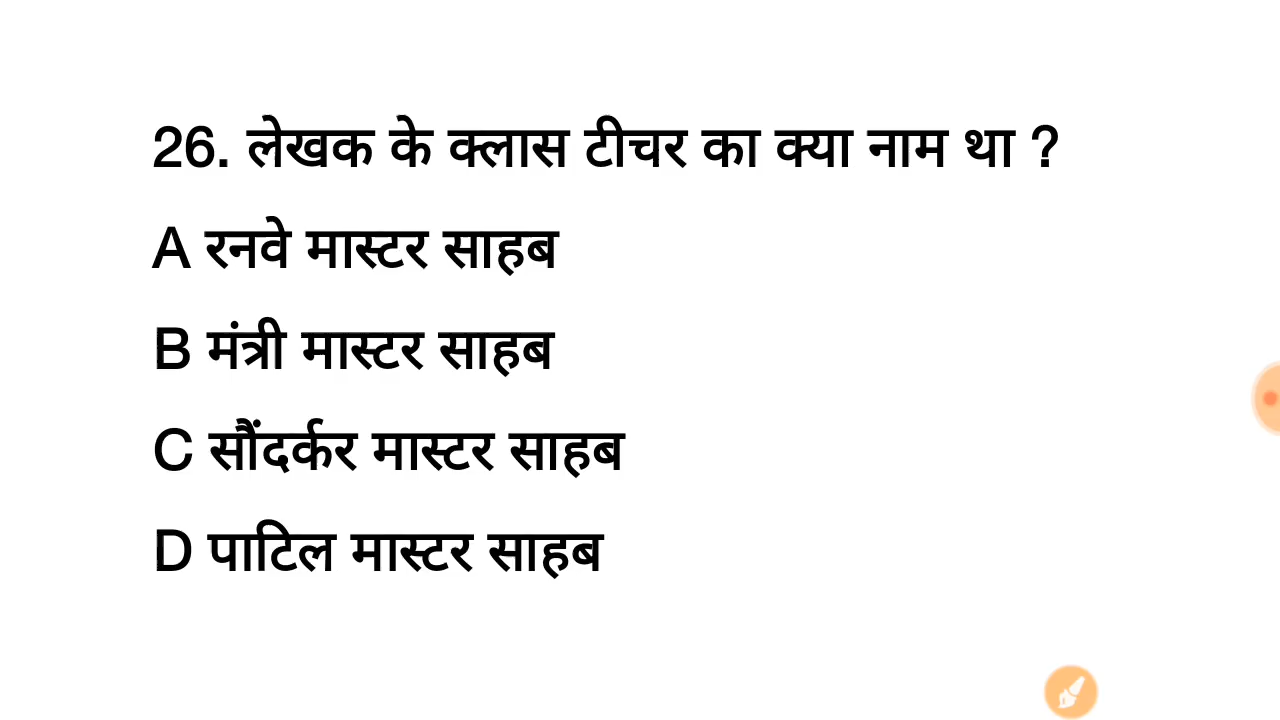 26. लेखक के क्लास टीचर का क्या नाम था ?
A रनवे मास्टर साहब
B मंत्री मास्टर साहब
C सौंदर्कर मास्टर साहब
D पाटिल मास्टर साहब